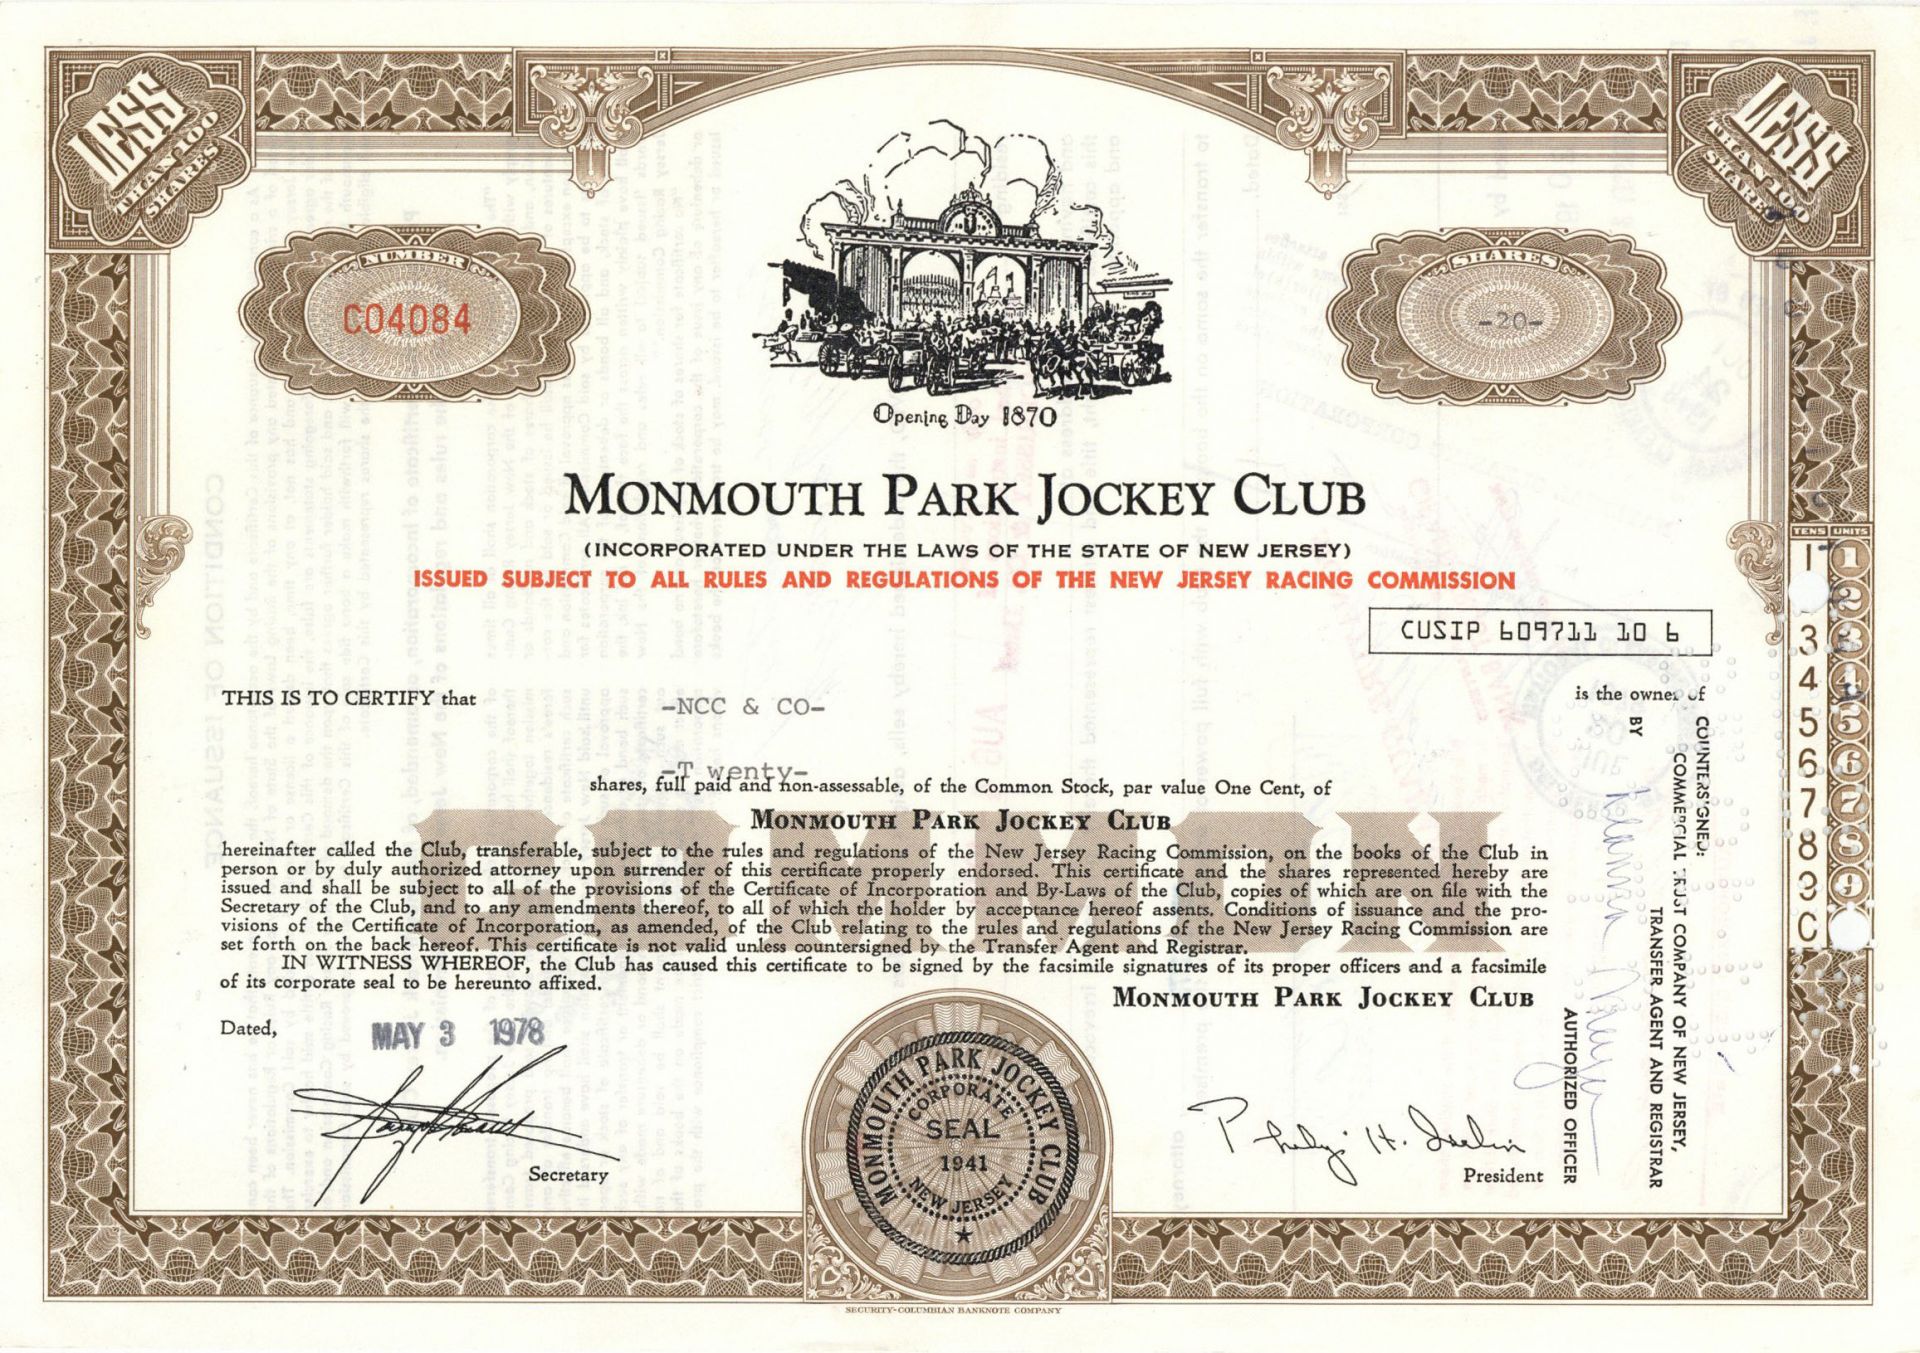 LESS
THAN 100
SHARES
LESS
THAN 100
SHARES
NUMBER
C04084
SHARES
-20-
Opening Day 1870
MONMOUTH PARK JOCKEY CLUB
(INCORPORATED UNDER THE LAWS OF THE STATE OF NEW JERSEY)
ISSUED SUBJECT TO ALL RULES AND REGULATIONS OF THE NEW JERSEY RACING COMMISSION
CUSIP 609711 10 6
THIS IS TO CERTIFY that -NCC & CO- is the owner of
-T wenty-
shares, full paid and non-assessable, of the Common Stock, par value One Cent, of
MONMOUTH PARK JOCKEY CLUB
COMMON
hereinafter called the Club, transferable, subject to the rules and regulations of the New Jersey Racing Commission, on the books of the Club in
person or by duly authorized attorney upon surrender of this certificate properly endorsed. This certificate and the shares represented hereby are
issued and shall be subject to all of the provisions of the Certificate of Incorporation and By-Laws of the Club, copies of which are on file with the
Secretary of the Club, and to any amendments thereof, to all of which the holder by acceptance hereof assents. Conditions of issuance and the pro-
visions of the Certificate of Incorporation, as amended, of the Club relating to the rules and regulations of the New Jersey Racing Commission are
set forth on the back hereof. This certificate is not valid unless countersigned by the Transfer Agent and Registrar.
IN WITNESS WHEREOF, the Club has caused this certificate to be signed by the facsimile signatures of its proper officers and a facsimile
of its corporate seal to be hereunto affixed.
MONMOUTH PARK JOCKEY CLUB
Dated, MAY 3 1978
Secretary
MONMOUTH PARK JOCKEY CLUB
CORPORATE
SEAL
1941
NEW JERSEY
Philip H. Iselin
President
COUNTERSIGNED:
COMMERCIAL TRUST COMPANY OF NEW JERSEY,
TRANSFER AGENT AND REGISTRAR
BY
AUTHORIZED OFFICER
TENS UNITS
1 1
2
3 3
4 4
5 5
6 6
7 7
8 8
9
C
SECURITY-COLUMBIAN BANKNOTE COMPANY